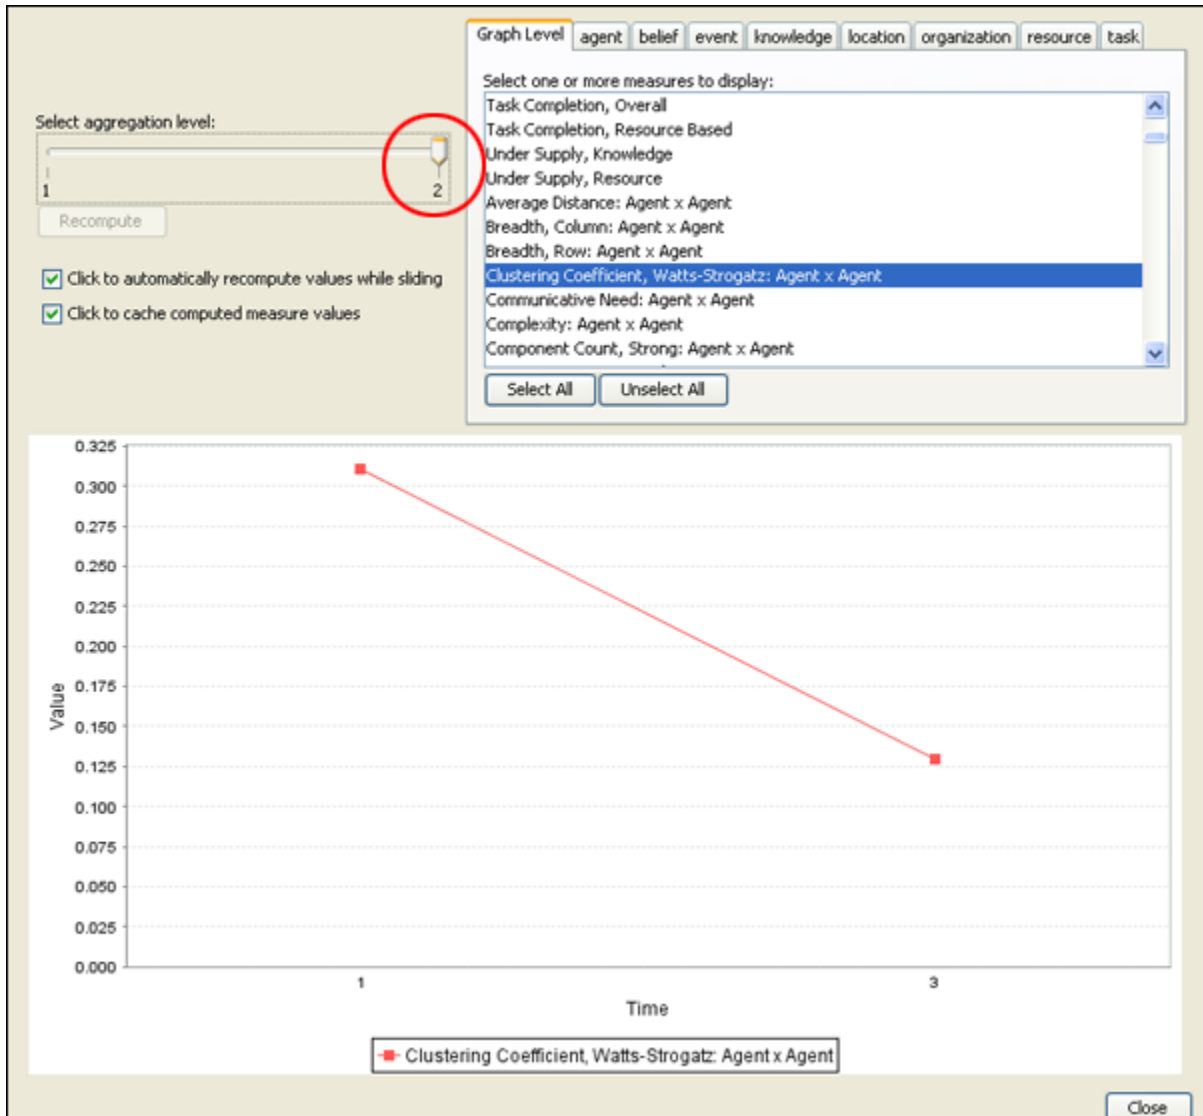 Graph Level agent belief event knowledge location organization resource task
Select one or more measures to display:
Task Completion, Overall
Task Completion, Resource Based
Under Supply, Knowledge
Under Supply, Resource
Average Distance: Agent x Agent
Breadth, Column: Agent x Agent
Breadth, Row: Agent x Agent
Clustering Coefficient, Watts-Strogatz: Agent x Agent
Communicative Need: Agent x Agent
Complexity: Agent x Agent
Component Count, Strong: Agent x Agent
Select All Unselect All
Select aggregation level:
1 2
Recompute
Click to automatically recompute values while sliding
Click to cache computed measure values
0.325
0.300
0.275
0.250
0.225
0.200
0.175
0.150
0.125
0.100
0.075
0.050
0.025
0.000
Value
1 3
Time
Clustering Coefficient, Watts-Strogatz: Agent x Agent
Close